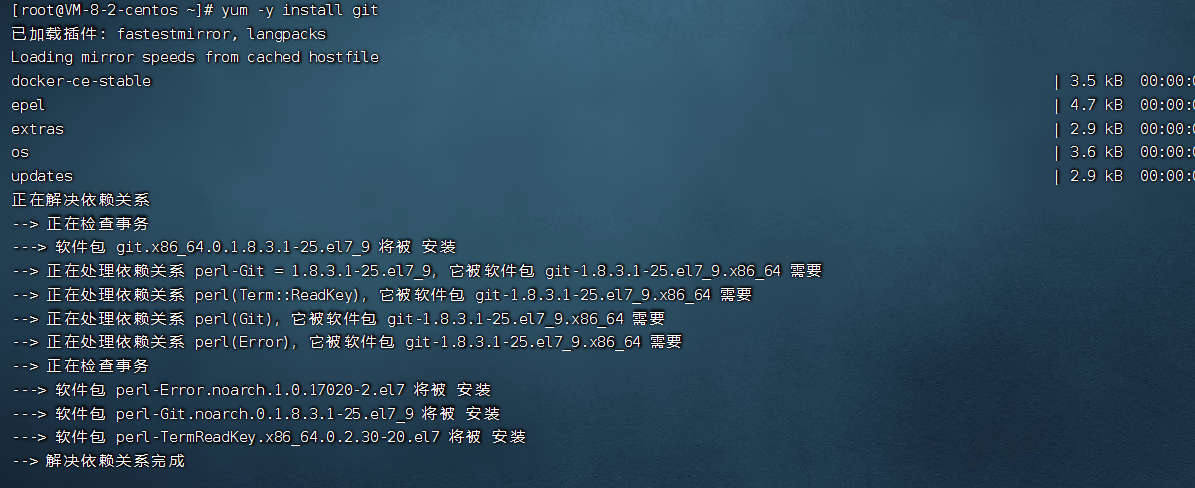 [root@VM-8-2-centos ~]# yum -y install git
已加载插件: fastestmirror, langpacks
Loading mirror speeds from cached hostfile
docker-ce-stable | 3.5 kB 00:00:0
epel | 4.7 kB 00:00:0
extras | 2.9 kB 00:00:0
os | 3.6 kB 00:00:0
updates | 2.9 kB 00:00:0
正在解决依赖关系
--> 正在检查事务
---> 软件包 git.x86_64.0.1.8.3.1-25.el7_9 将被 安装
--> 正在处理依赖关系 perl-Git = 1.8.3.1-25.el7_9, 它被软件包 git-1.8.3.1-25.el7_9.x86_64 需要
--> 正在处理依赖关系 perl(Term::ReadKey), 它被软件包 git-1.8.3.1-25.el7_9.x86_64 需要
--> 正在处理依赖关系 perl(Git), 它被软件包 git-1.8.3.1-25.el7_9.x86_64 需要
--> 正在处理依赖关系 perl(Error), 它被软件包 git-1.8.3.1-25.el7_9.x86_64 需要
--> 正在检查事务
---> 软件包 perl-Error.noarch.1.0.17020-2.el7 将被 安装
---> 软件包 perl-Git.noarch.0.1.8.3.1-25.el7_9 将被 安装
---> 软件包 perl-TermReadKey.x86_64.0.2.30-20.el7 将被 安装
--> 解决依赖关系完成